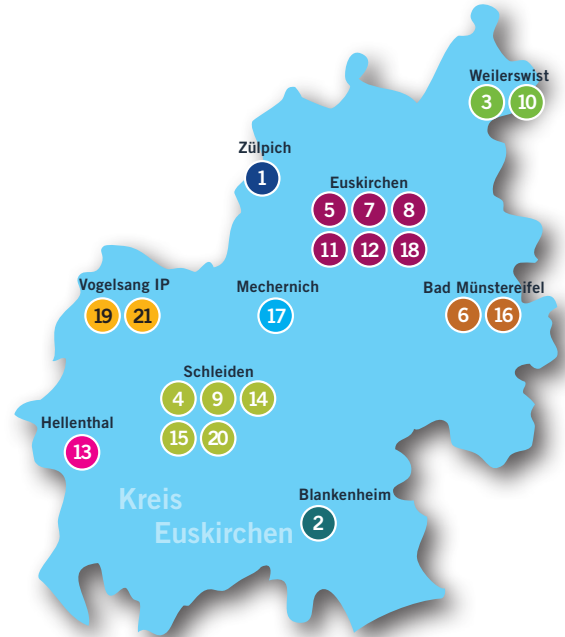 Weilerswist
3 10
Zülpich
1
Euskirchen
5 7 8
11 12 18
Vogelsang IP
19 21
Mechernich
17
Bad Münstereifel
6 16
Schleiden
4 9 14
15 20
Hellenthal
13
Blankenheim
2
Kreis
Euskirchen